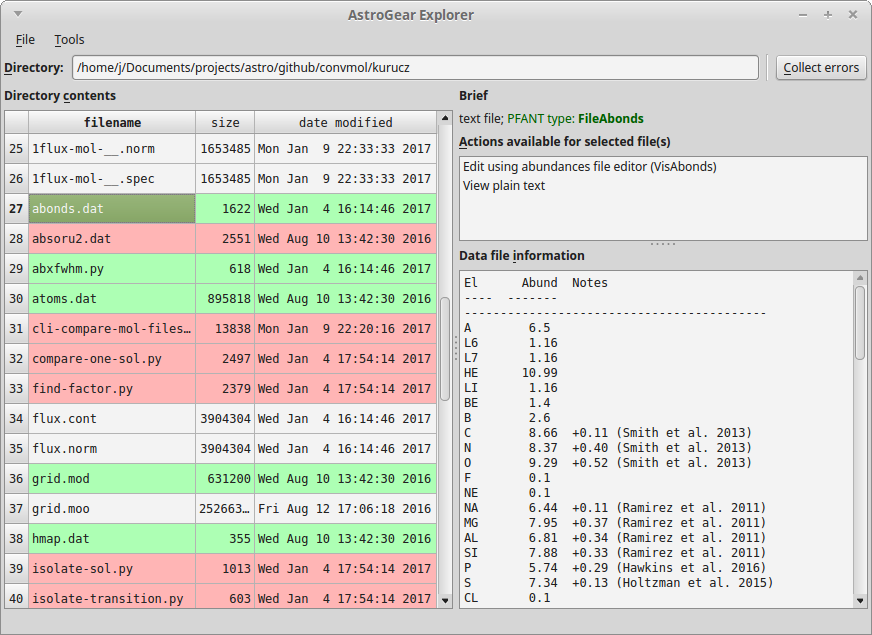 AstroGear Explorer
File Tools
Directory: /home/j/Documents/projects/astro/github/convmol/kurucz Collect errors
Directory contents
filename size date modified
25 1flux-mol-__.norm 1653485 Mon Jan 9 22:33:33 2017
26 1flux-mol-__.spec 1653485 Mon Jan 9 22:33:33 2017
27 abonds.dat 1622 Wed Jan 4 16:14:46 2017
28 absoru2.dat 2551 Wed Aug 10 13:42:30 2016
29 abxfwhm.py 618 Wed Jan 4 16:14:46 2017
30 atoms.dat 895818 Wed Aug 10 13:42:30 2016
31 cli-compare-mol-files… 13838 Mon Jan 9 22:20:16 2017
32 compare-one-sol.py 2497 Wed Jan 4 17:54:14 2017
33 find-factor.py 2379 Wed Jan 4 17:54:14 2017
34 flux.cont 3904304 Wed Jan 4 16:14:46 2017
35 flux.norm 3904304 Wed Jan 4 16:14:46 2017
36 grid.mod 631200 Wed Aug 10 13:42:30 2016
37 grid.moo 252663… Fri Aug 12 17:06:18 2016
38 hmap.dat 355 Wed Aug 10 13:42:30 2016
39 isolate-sol.py 1013 Wed Jan 4 17:54:14 2017
40 isolate-transition.py 603 Wed Jan 4 17:54:14 2017
Brief
text file; PFANT type: FileAbonds
Actions available for selected file(s)
Edit using abundances file editor (VisAbonds)
View plain text
Data file information
El Abund Notes
---- -------
------------------------------------------
A 6.5
L6 1.16
L7 1.16
HE 10.99
LI 1.16
BE 1.4
B 2.6
C 8.66 +0.11 (Smith et al. 2013)
N 8.37 +0.40 (Smith et al. 2013)
O 9.29 +0.52 (Smith et al. 2013)
F 0.1
NE 0.1
NA 6.44 +0.11 (Ramirez et al. 2011)
MG 7.95 +0.37 (Ramirez et al. 2011)
AL 6.81 +0.34 (Ramirez et al. 2011)
SI 7.88 +0.33 (Ramirez et al. 2011)
P 5.74 +0.29 (Hawkins et al. 2016)
S 7.34 +0.13 (Holtzman et al. 2015)
CL 0.1